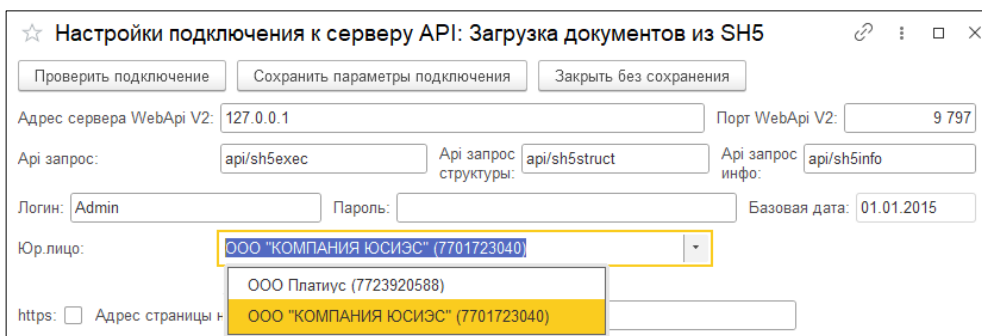 Настройки подключения к серверу API: Загрузка документов из SH5
Проверить подключение Сохранить параметры подключения Закрыть без сохранения
Адрес сервера WebApi V2: 127.0.0.1 Порт WebApi V2: 9 797
Api запрос: api/sh5exec Api запрос структуры: api/sh5struct Api запрос инфо: api/sh5info
Логин: Admin Пароль: Базовая дата: 01.01.2015
Юр.лицо: ООО "КОМПАНИЯ ЮСИЭС" (7701723040)
ООО Платиус (7723920588)
ООО "КОМПАНИЯ ЮСИЭС" (7701723040)
https: Адрес страницы